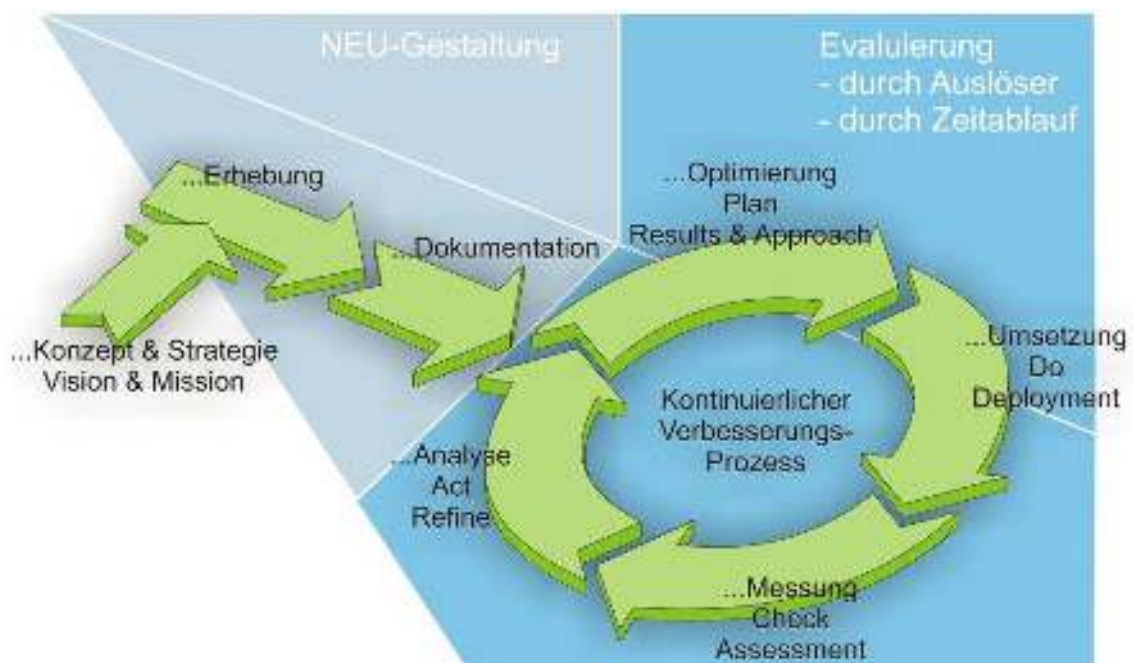 NEU-Gestaltung
Evaluierung
- durch Auslöser
- durch Zeitablauf
...Erhebung
...Dokumentation
...Konzept & Strategie
Vision & Mission
...Optimierung
Plan
Results & Approach
...Umsetzung
Do
Deployment
Kontinuierlicher
Verbesserungs-
Prozess
...Analyse
Act
Refine
...Messung
Check
Assessment